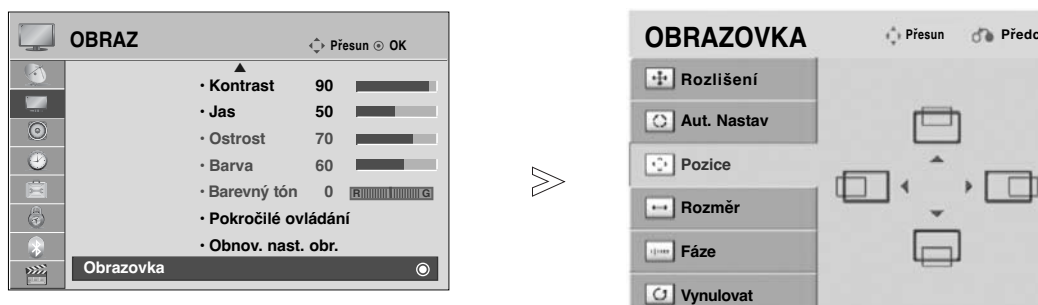 OBRAZ
Přesun OK
Kontrast 90
Jas 50
Ostrost 70
Barva 60
Barevný tón 0 R G
Pokročilé ovládání
Obnov. nast. obr.
Obrazovka
OBRAZOVKA
Přesun
Rozlišení
Aut. Nastav
Pozice
Rozměr
Fáze
Vynulovat